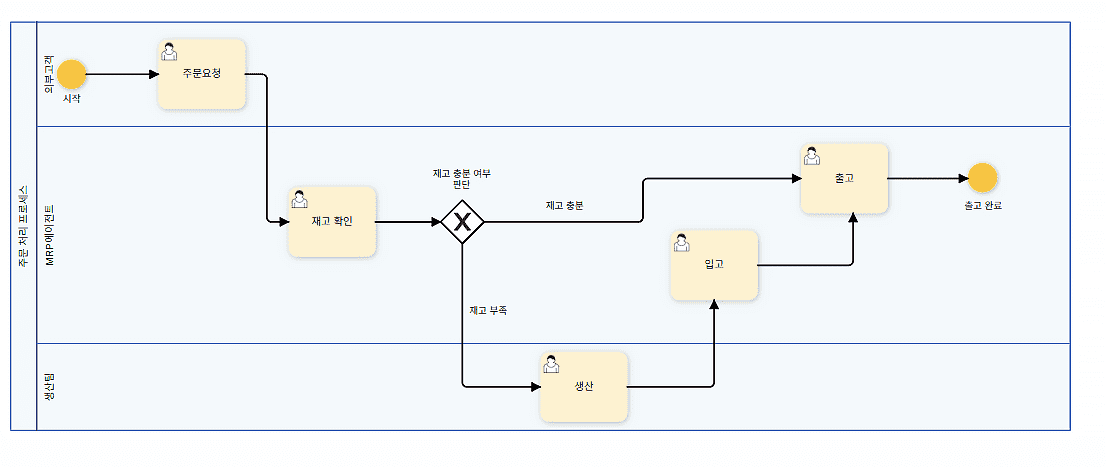 주문 처리 프로세스
외부고객
시작
주문요청
MRP에이전트
재고 확인
재고 충분 여부
판단
재고 충분
재고 부족
출고
출고 완료
입고
생산팀
생산